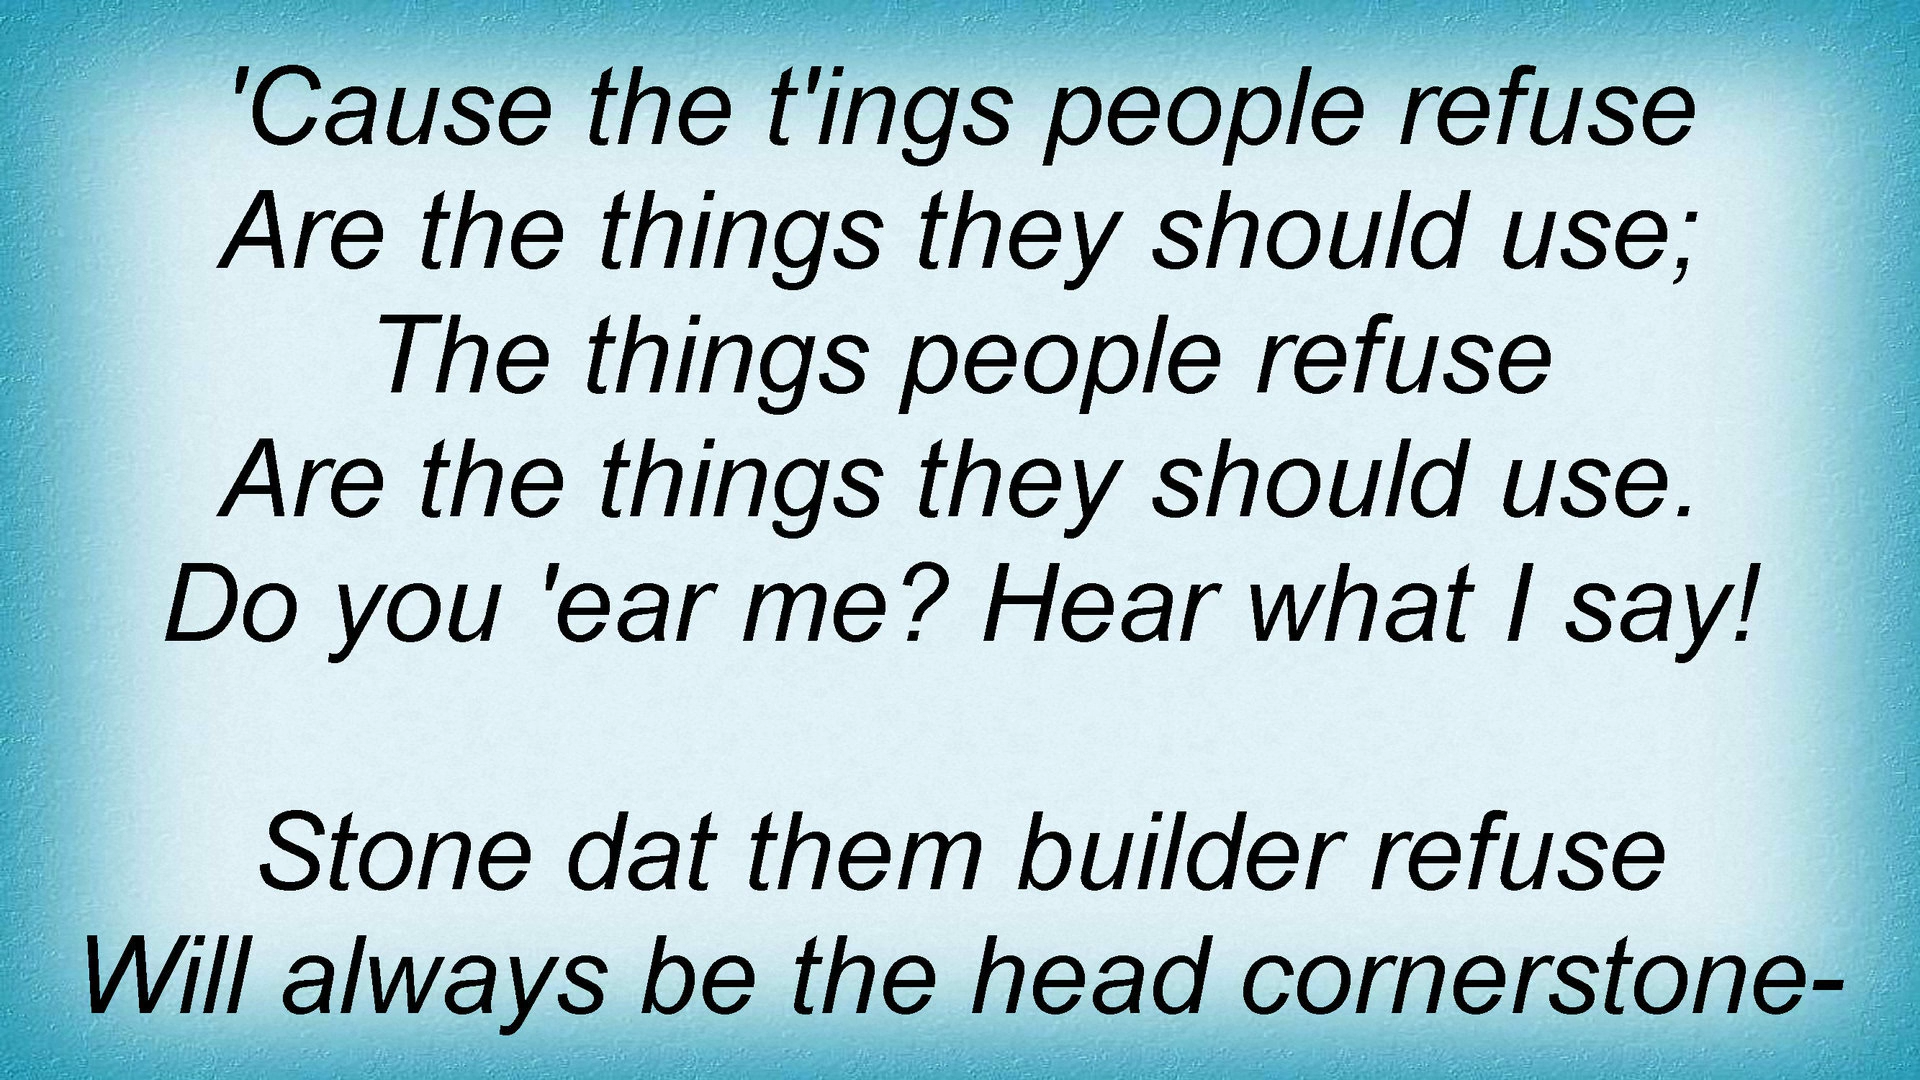 'Cause the t'ings people refuse
Are the things they should use;
The things people refuse
Are the things they should use.
Do you 'ear me? Hear what I say!
Stone dat them builder refuse
Will always be the head cornerstone-